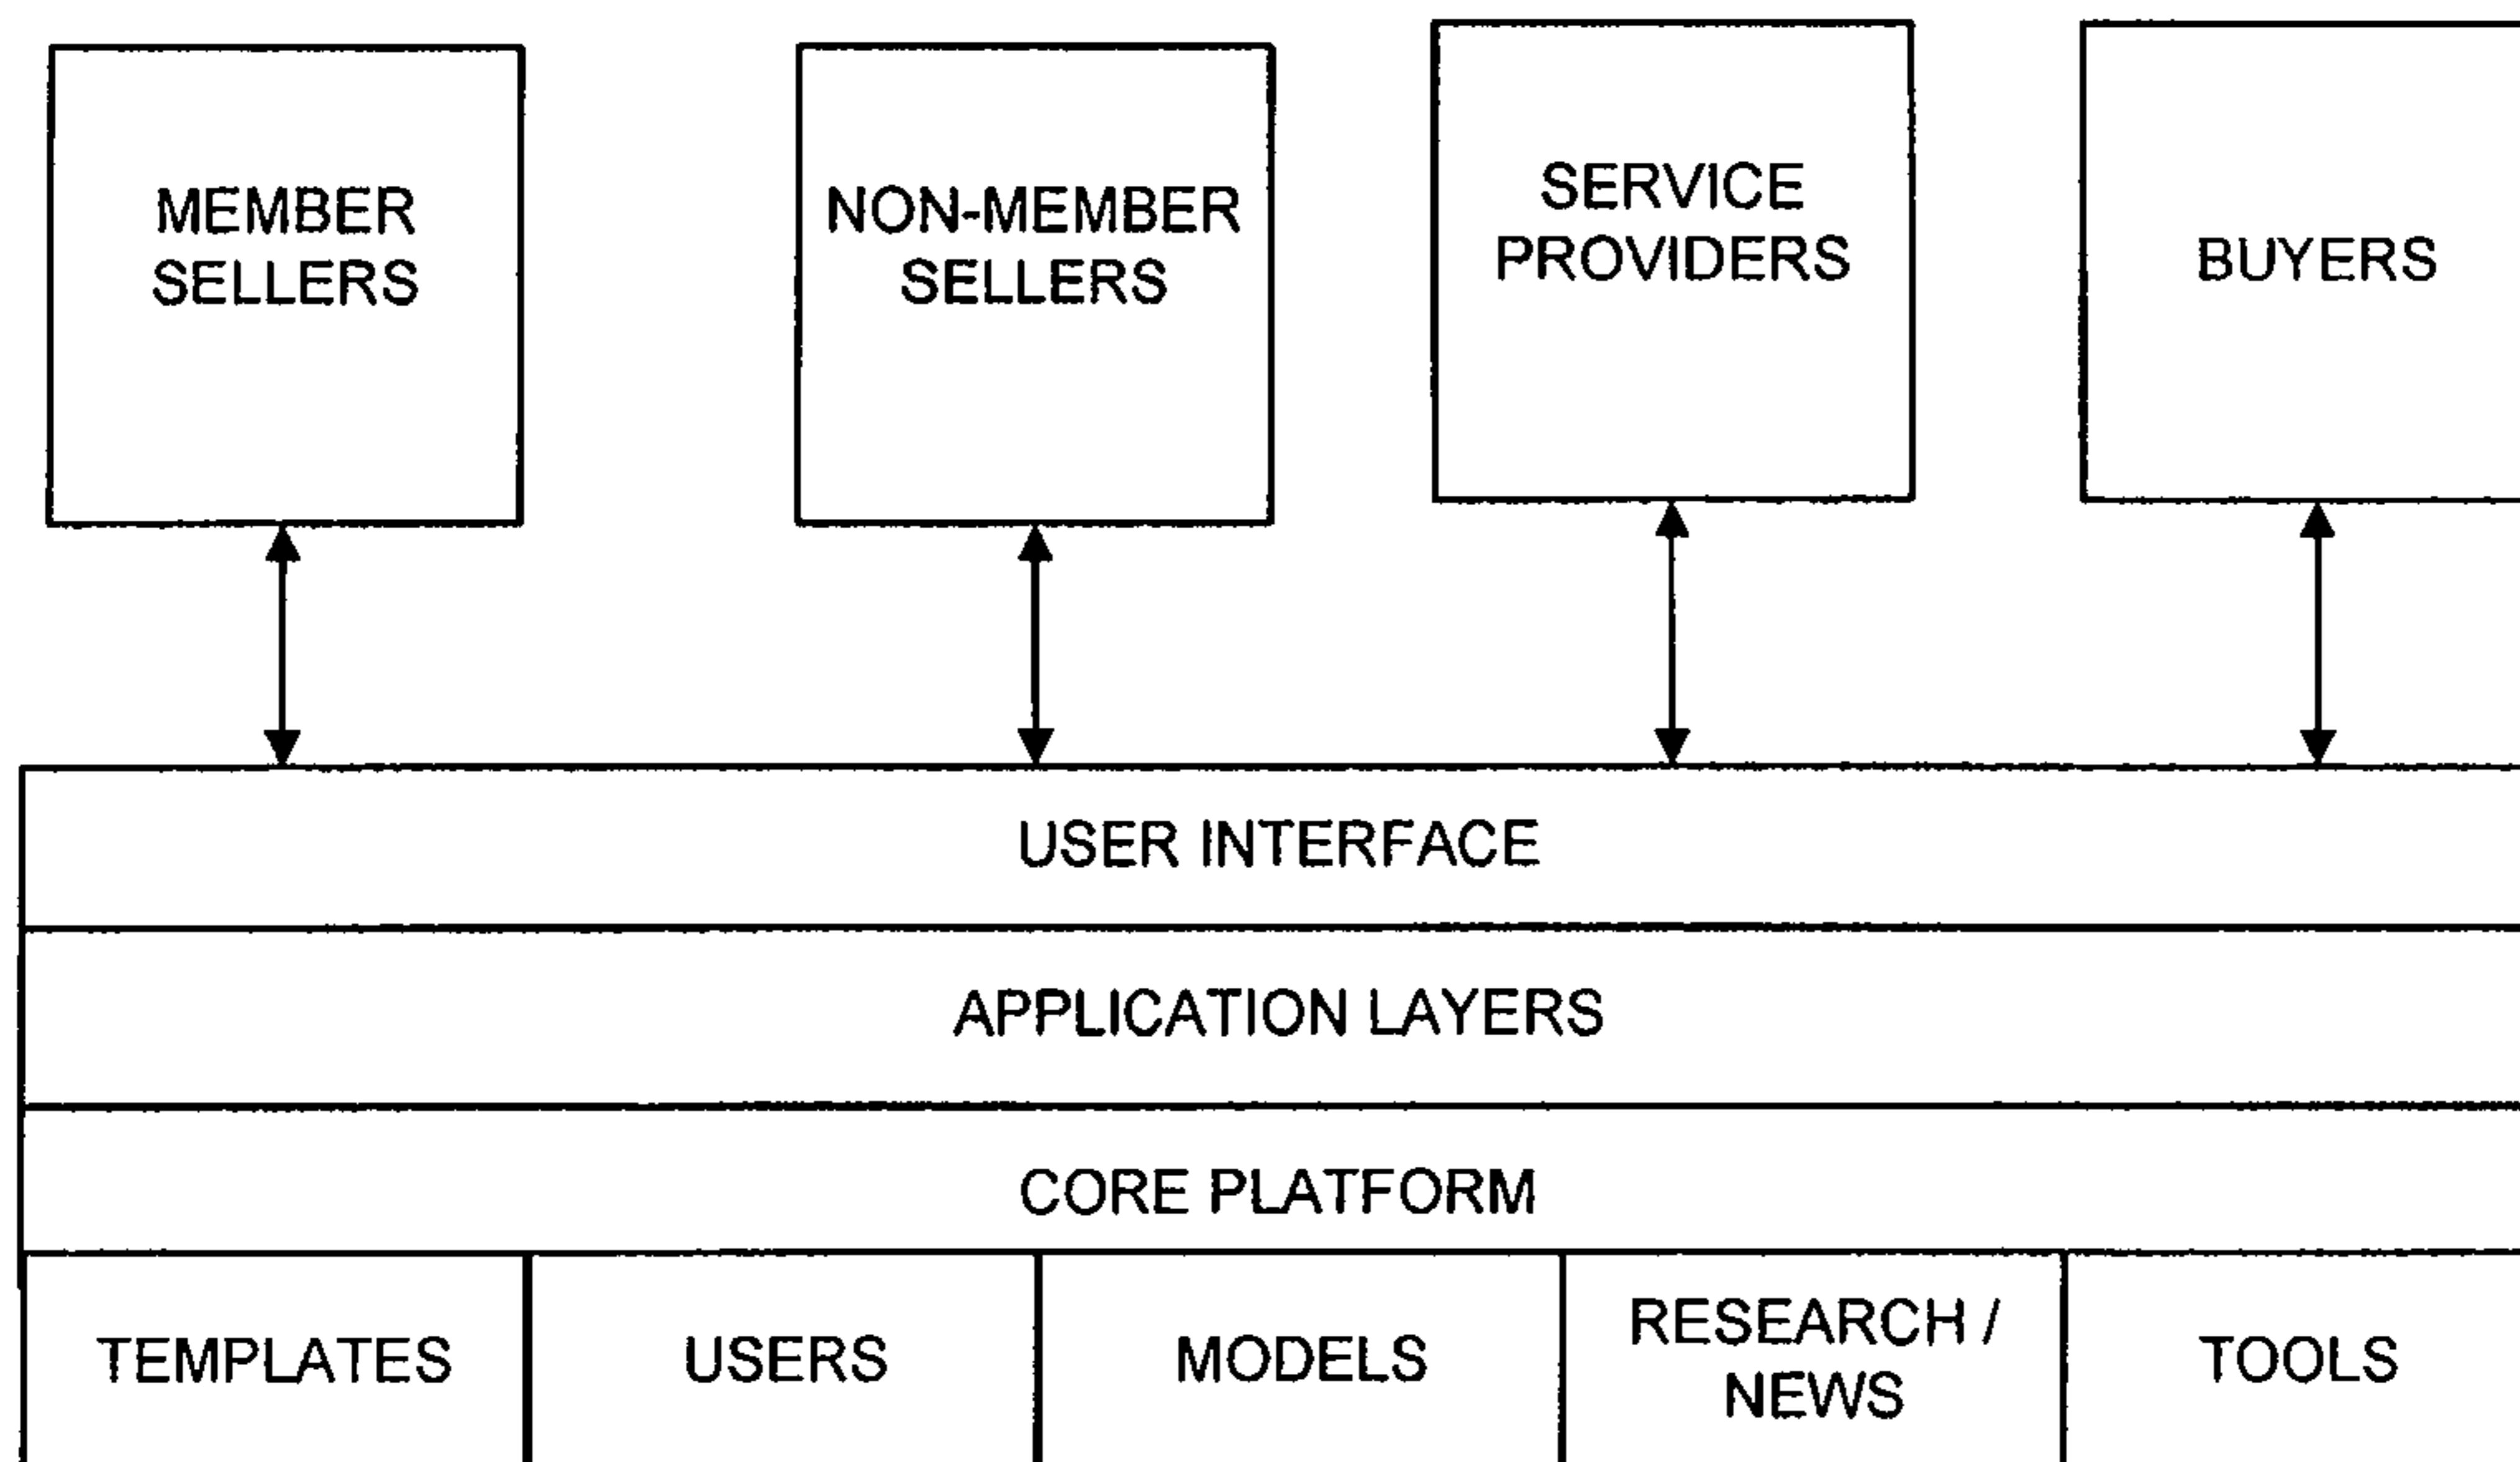 MEMBER
SELLERS
NON-MEMBER
SELLERS
SERVICE
PROVIDERS
BUYERS
USER INTERFACE
APPLICATION LAYERS
CORE PLATFORM
TEMPLATES
USERS
MODELS
RESEARCH /
NEWS
TOOLS